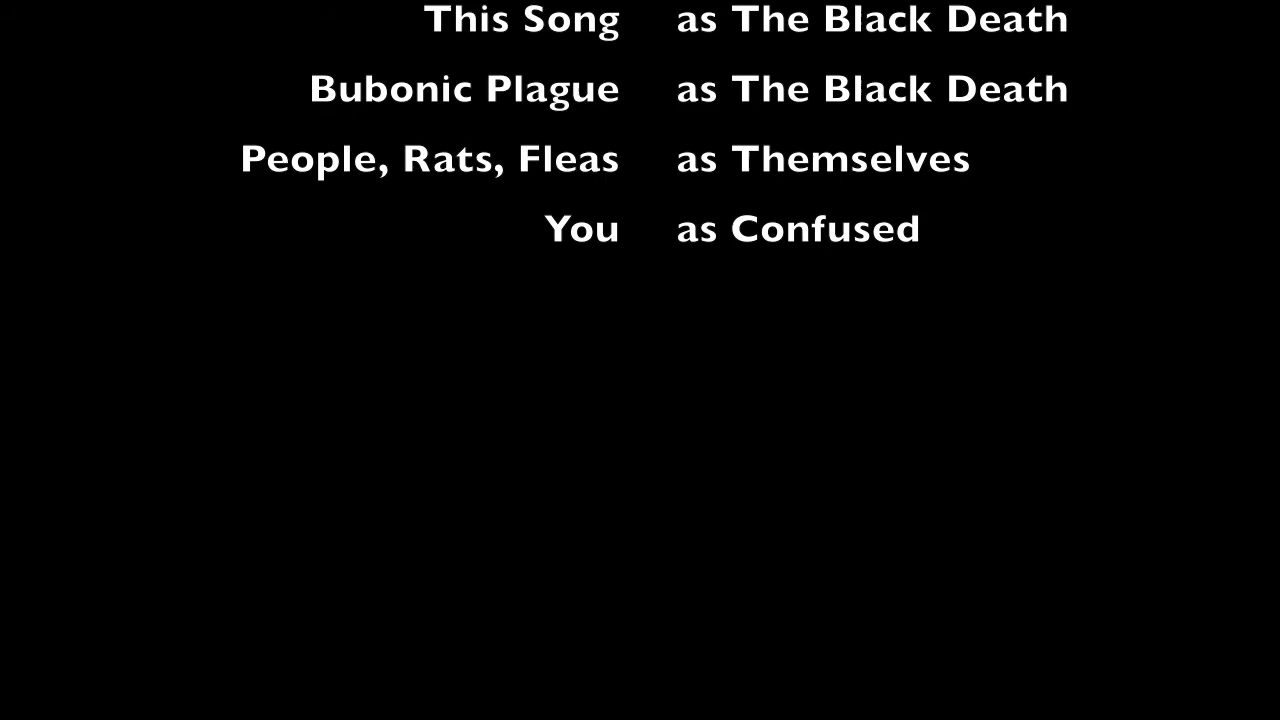 This Song as The Black Death
Bubonic Plague as The Black Death
People, Rats, Fleas as Themselves
You as Confused